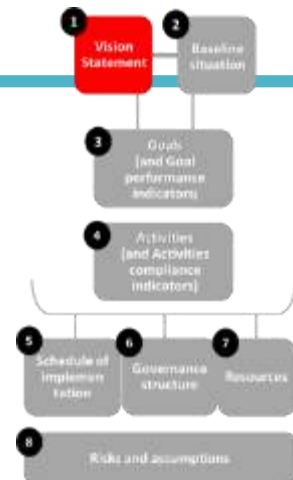 1
Vision
Statement
2
Baseline
situation
3
Goals
(and Goal
performance
indicators)
4
Activities
(and Activities
compliance
indicators)
5
Schedule of
implemen
tation
6
Governance
structure
7
Resources
8
Risks and assumptions